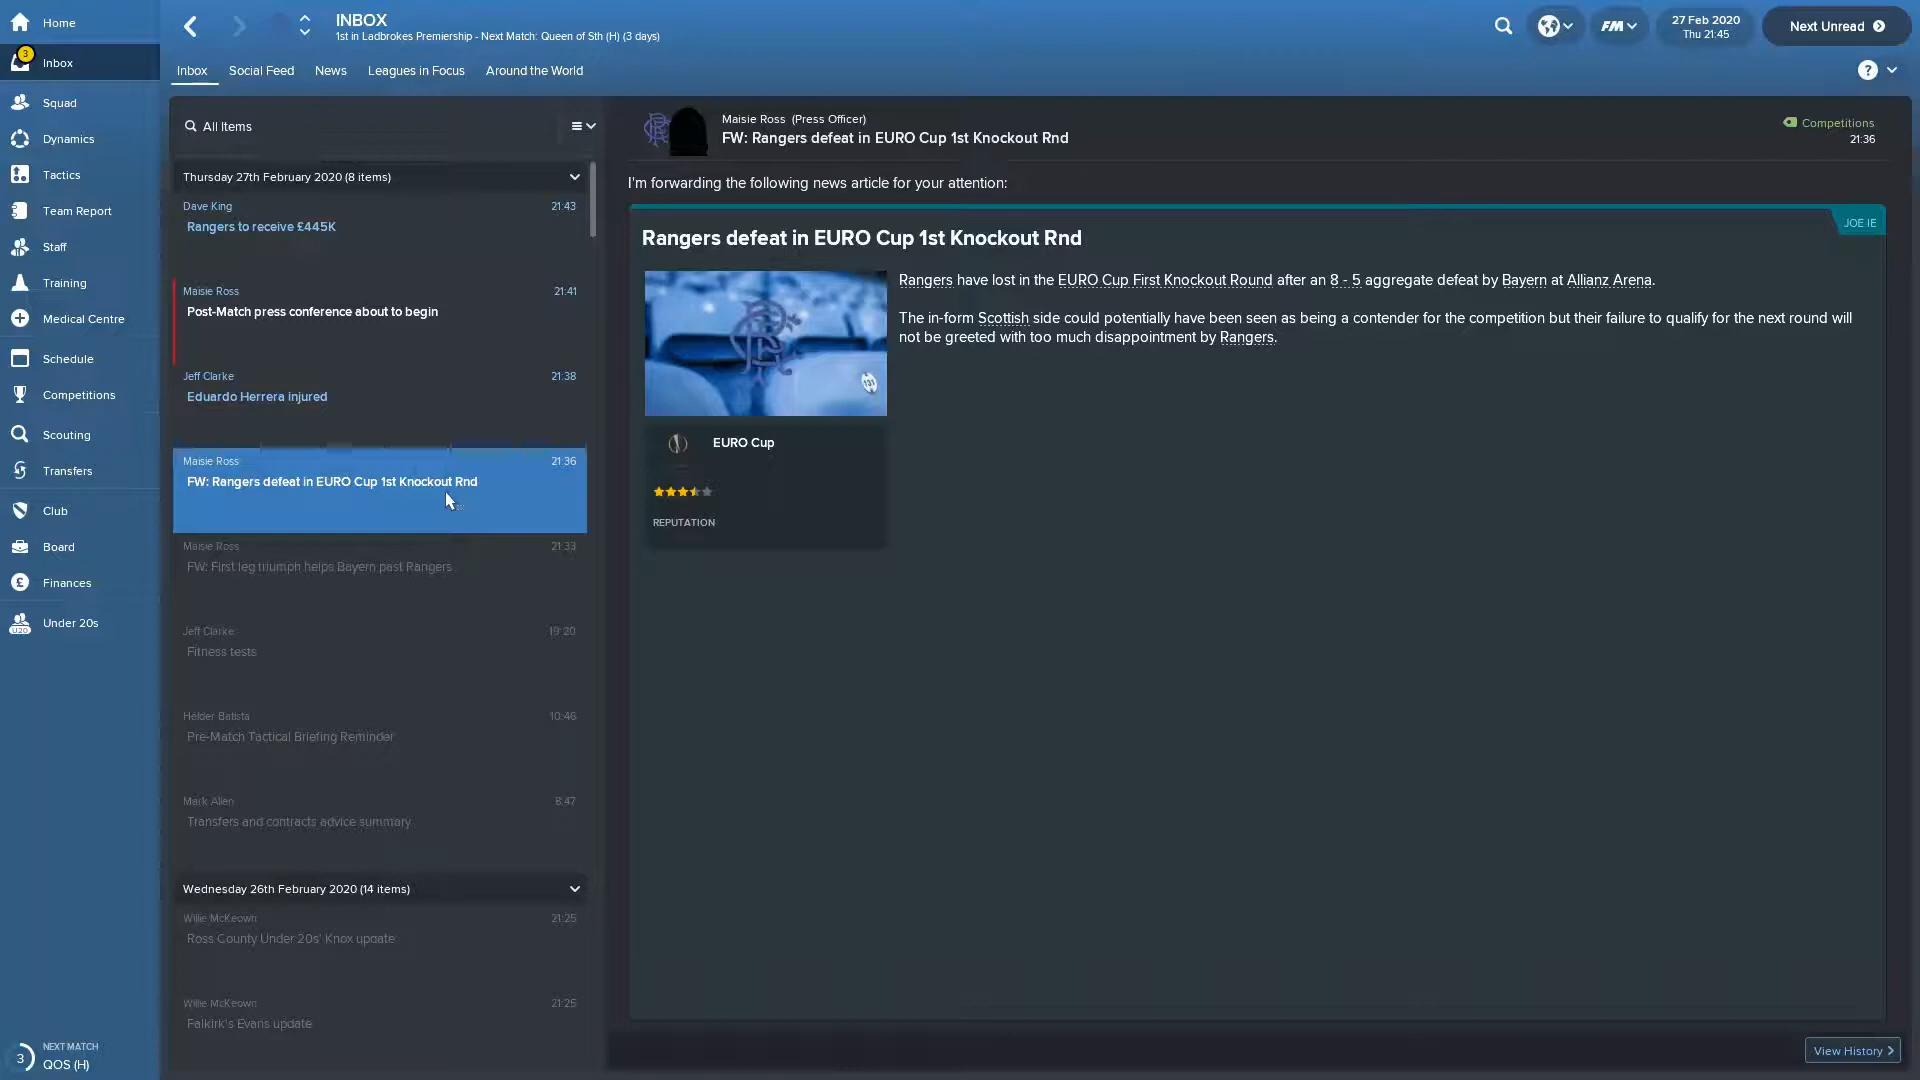 Home
3
Inbox
Squad
Dynamics
Tactics
Team Report
Staff
Training
Medical Centre
Schedule
Competitions
Scouting
Transfers
Club
Board
Finances
U20
Under 20s
3
NEXT MATCH
QOS (H)
INBOX
1st in Ladbrokes Premiership - Next Match: Queen of Sth (H) (3 days)
FM
27 Feb 2020
Thu 21:45
Next Unread
Inbox
Social Feed
News
Leagues in Focus
Around the World
?
All Items
Thursday 27th February 2020 (8 items)
Dave King 21:43
Rangers to receive £445K
Maisie Ross 21:41
Post-Match press conference about to begin
Jeff Clarke 21:38
Eduardo Herrera injured
Maisie Ross 21:36
FW: Rangers defeat in EURO Cup 1st Knockout Rnd
Maisie Ross 21:33
FW: First leg triumph helps Bayern past Rangers
Jeff Clarke 19:20
Fitness tests
Hélder Batista 10:46
Pre-Match Tactical Briefing Reminder
Mark Allen 8:47
Transfers and contracts advice summary
Wednesday 26th February 2020 (14 items)
Willie McKeown 21:25
Ross County Under 20s' Knox update
Willie McKeown 21:25
Falkirk's Evans update
Maisie Ross (Press Officer)
FW: Rangers defeat in EURO Cup 1st Knockout Rnd
Competitions
21:36
I'm forwarding the following news article for your attention:
JOE IE
Rangers defeat in EURO Cup 1st Knockout Rnd
131
Rangers have lost in the EURO Cup First Knockout Round after an 8 - 5 aggregate defeat by Bayern at Allianz Arena.
The in-form Scottish side could potentially have been seen as being a contender for the competition but their failure to qualify for the next round will
not be greeted with too much disappointment by Rangers.
EURO Cup
REPUTATION
View History